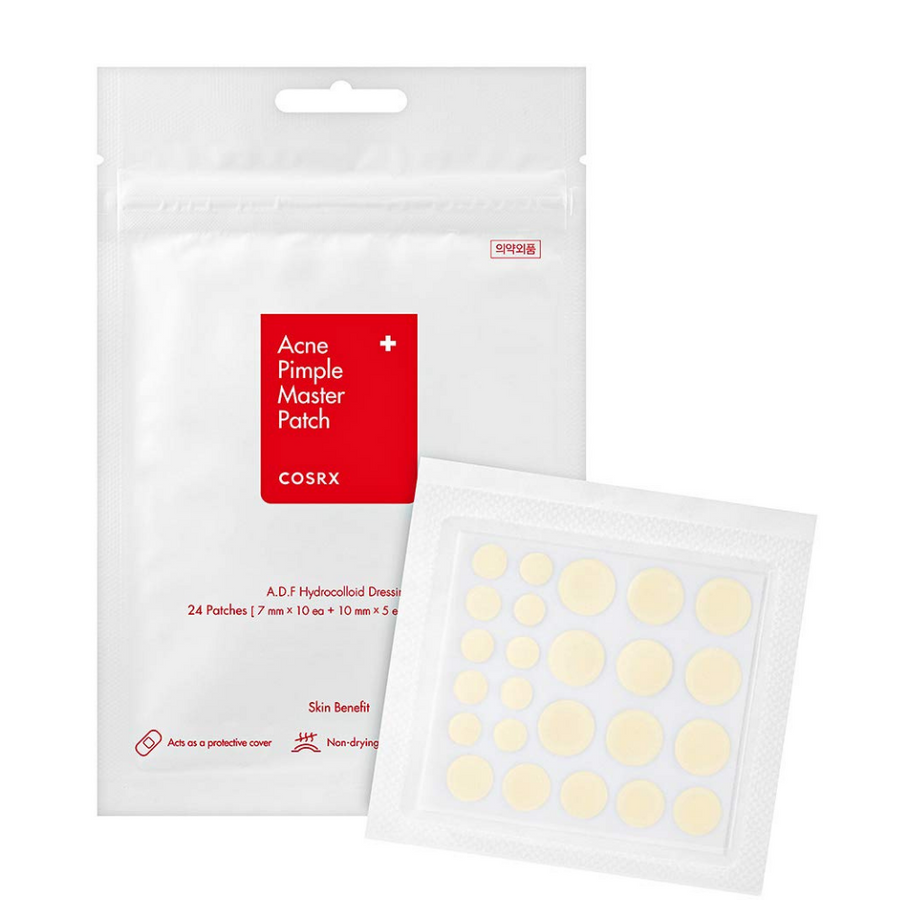 의약외품
Acne
Pimple
Master
Patch
COSRX
A.D.F Hydrocolloid
24 Patches [ 7 mm × 10 ea + 10 mm × 5
Skin Benefit
Acts as a protective cover
Non-drying